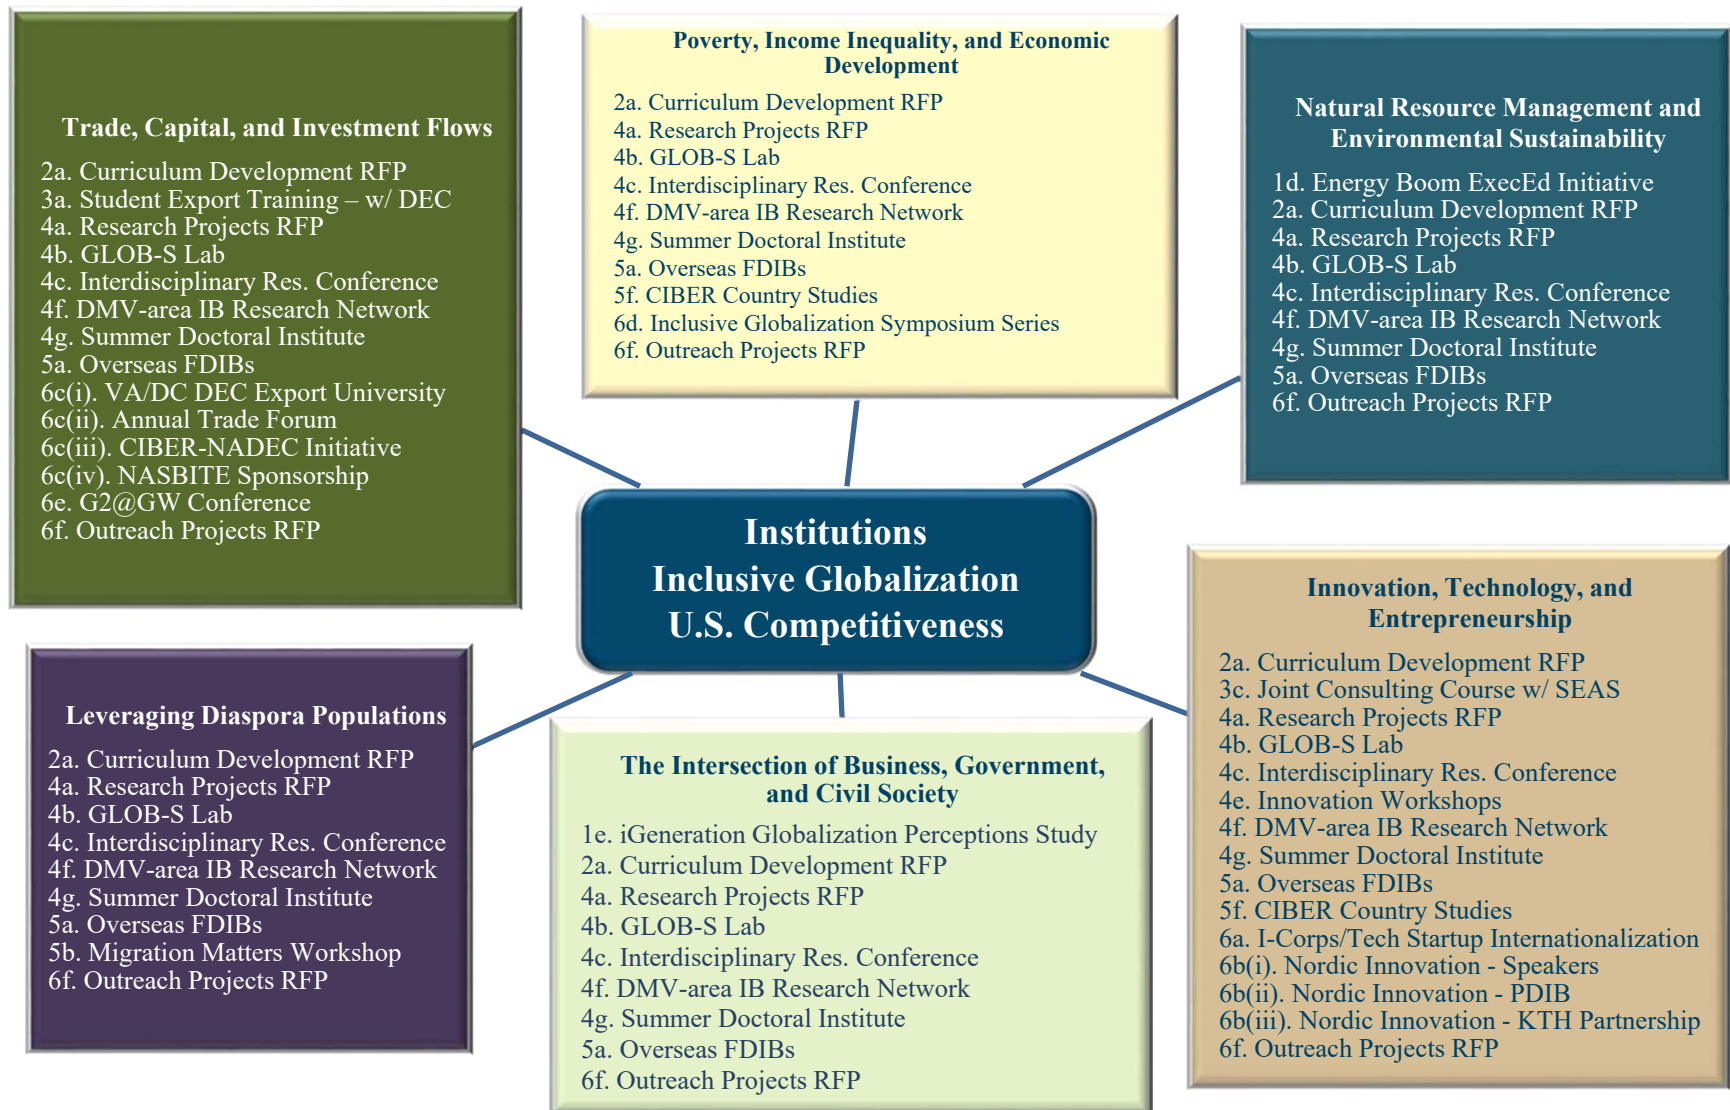 Trade, Capital, and Investment Flows
2a. Curriculum Development RFP
3a. Student Export Training – w/ DEC
4a. Research Projects RFP
4b. GLOB-S Lab
4c. Interdisciplinary Res. Conference
4f. DMV-area IB Research Network
4g. Summer Doctoral Institute
5a. Overseas FDIBs
6c(i). VA/DC DEC Export University
6c(ii). Annual Trade Forum
6c(iii). CIBER-NADEC Initiative
6c(iv). NASBITE Sponsorship
6e. G2@GW Conference
6f. Outreach Projects RFP
Poverty, Income Inequality, and Economic
Development
2a. Curriculum Development RFP
4a. Research Projects RFP
4b. GLOB-S Lab
4c. Interdisciplinary Res. Conference
4f. DMV-area IB Research Network
4g. Summer Doctoral Institute
5a. Overseas FDIBs
5f. CIBER Country Studies
6d. Inclusive Globalization Symposium Series
6f. Outreach Projects RFP
Natural Resource Management and
Environmental Sustainability
1d. Energy Boom ExecEd Initiative
2a. Curriculum Development RFP
4a. Research Projects RFP
4b. GLOB-S Lab
4c. Interdisciplinary Res. Conference
4f. DMV-area IB Research Network
4g. Summer Doctoral Institute
5a. Overseas FDIBs
6f. Outreach Projects RFP
Institutions
Inclusive Globalization
U.S. Competitiveness
Leveraging Diaspora Populations
2a. Curriculum Development RFP
4a. Research Projects RFP
4b. GLOB-S Lab
4c. Interdisciplinary Res. Conference
4f. DMV-area IB Research Network
4g. Summer Doctoral Institute
5a. Overseas FDIBs
5b. Migration Matters Workshop
6f. Outreach Projects RFP
The Intersection of Business, Government,
and Civil Society
1e. iGeneration Globalization Perceptions Study
2a. Curriculum Development RFP
4a. Research Projects RFP
4b. GLOB-S Lab
4c. Interdisciplinary Res. Conference
4f. DMV-area IB Research Network
4g. Summer Doctoral Institute
5a. Overseas FDIBs
6f. Outreach Projects RFP
Innovation, Technology, and
Entrepreneurship
2a. Curriculum Development RFP
3c. Joint Consulting Course w/ SEAS
4a. Research Projects RFP
4b. GLOB-S Lab
4c. Interdisciplinary Res. Conference
4e. Innovation Workshops
4f. DMV-area IB Research Network
4g. Summer Doctoral Institute
5a. Overseas FDIBs
5f. CIBER Country Studies
6a. I-Corps/Tech Startup Internationalization
6b(i). Nordic Innovation - Speakers
6b(ii). Nordic Innovation - PDIB
6b(iii). Nordic Innovation - KTH Partnership
6f. Outreach Projects RFP